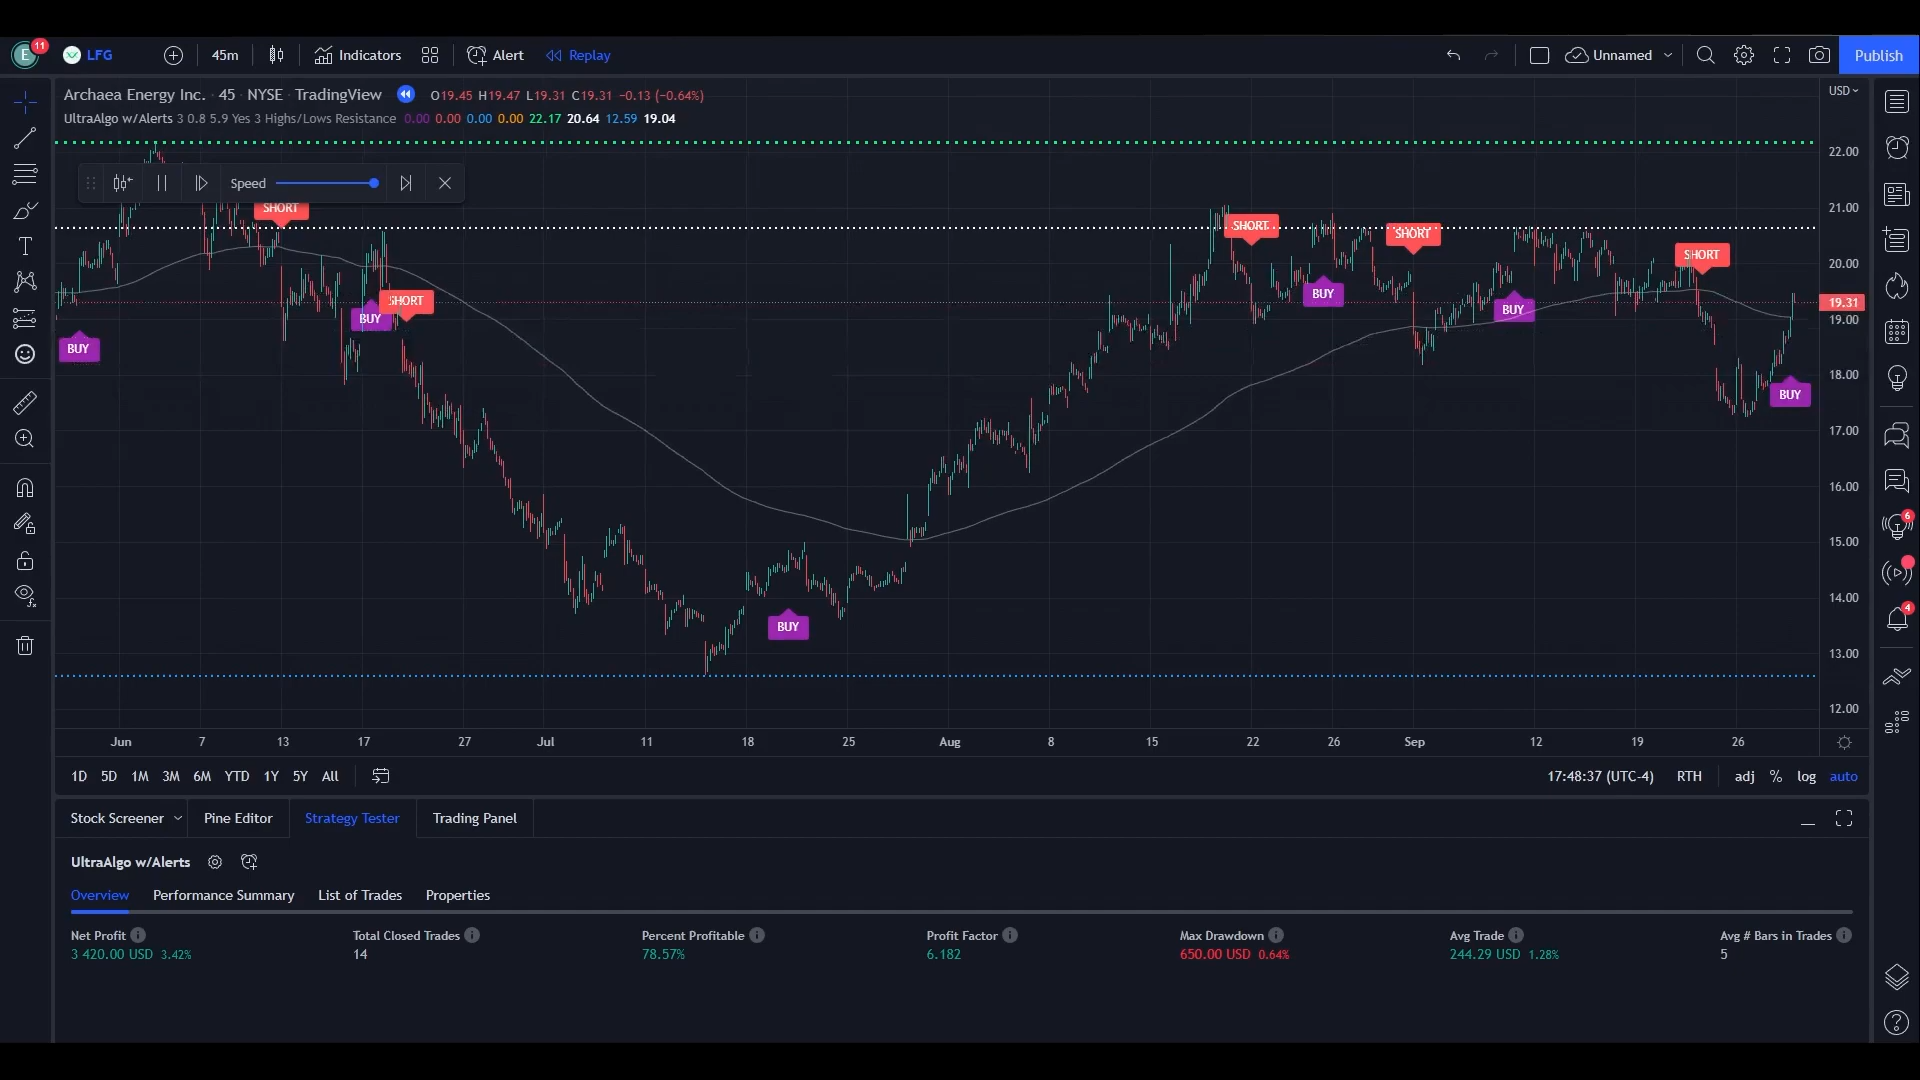 E 11 LFG 45m Indicators Alert Replay Unnamed Publish
Archaea Energy Inc. · 45 · NYSE · TradingView O19.45 H19.47 L19.31 C19.31 −0.13 (−0.64%)
USD
UltraAlgo w/Alerts 3 0.8 5.9 Yes 3 Highs/Lows Resistance 0.00 0.00 0.00 0.00 22.17 20.64 12.59 19.04
22.00
Speed
SHORT
21.00
SHORT
SHORT
SHORT
20.00
BUY
SHORT
19.31
BUY
BUY
19.00
BUY
18.00
BUY
17.00
16.00
15.00
14.00
BUY
13.00
12.00
Jun 7 13 17 27 Jul 11 18 25 Aug 8 15 22 26 Sep 12 19 26
1D 5D 1M 3M 6M YTD 1Y 5Y All 17:48:37 (UTC-4) RTH adj % log auto
Stock Screener Pine Editor Strategy Tester Trading Panel
UltraAlgo w/Alerts
Overview Performance Summary List of Trades Properties
Net Profit Total Closed Trades Percent Profitable Profit Factor Max Drawdown Avg Trade Avg # Bars in Trades
3 420.00 USD 3.42% 14 78.57% 6.182 650.00 USD 0.64% 244.29 USD 1.28% 5
6
4